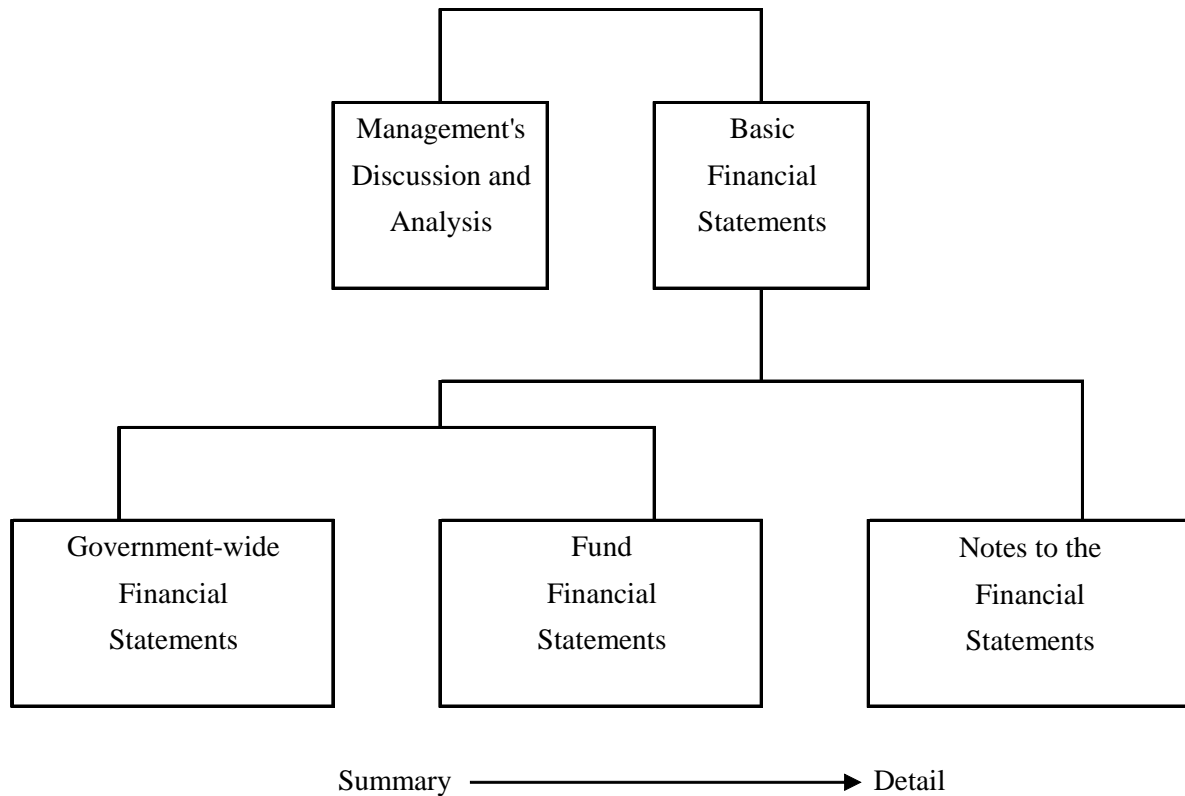 Management's
Discussion and
Analysis
Basic
Financial
Statements
Government-wide
Financial
Statements
Fund
Financial
Statements
Notes to the
Financial
Statements
Summary
Detail